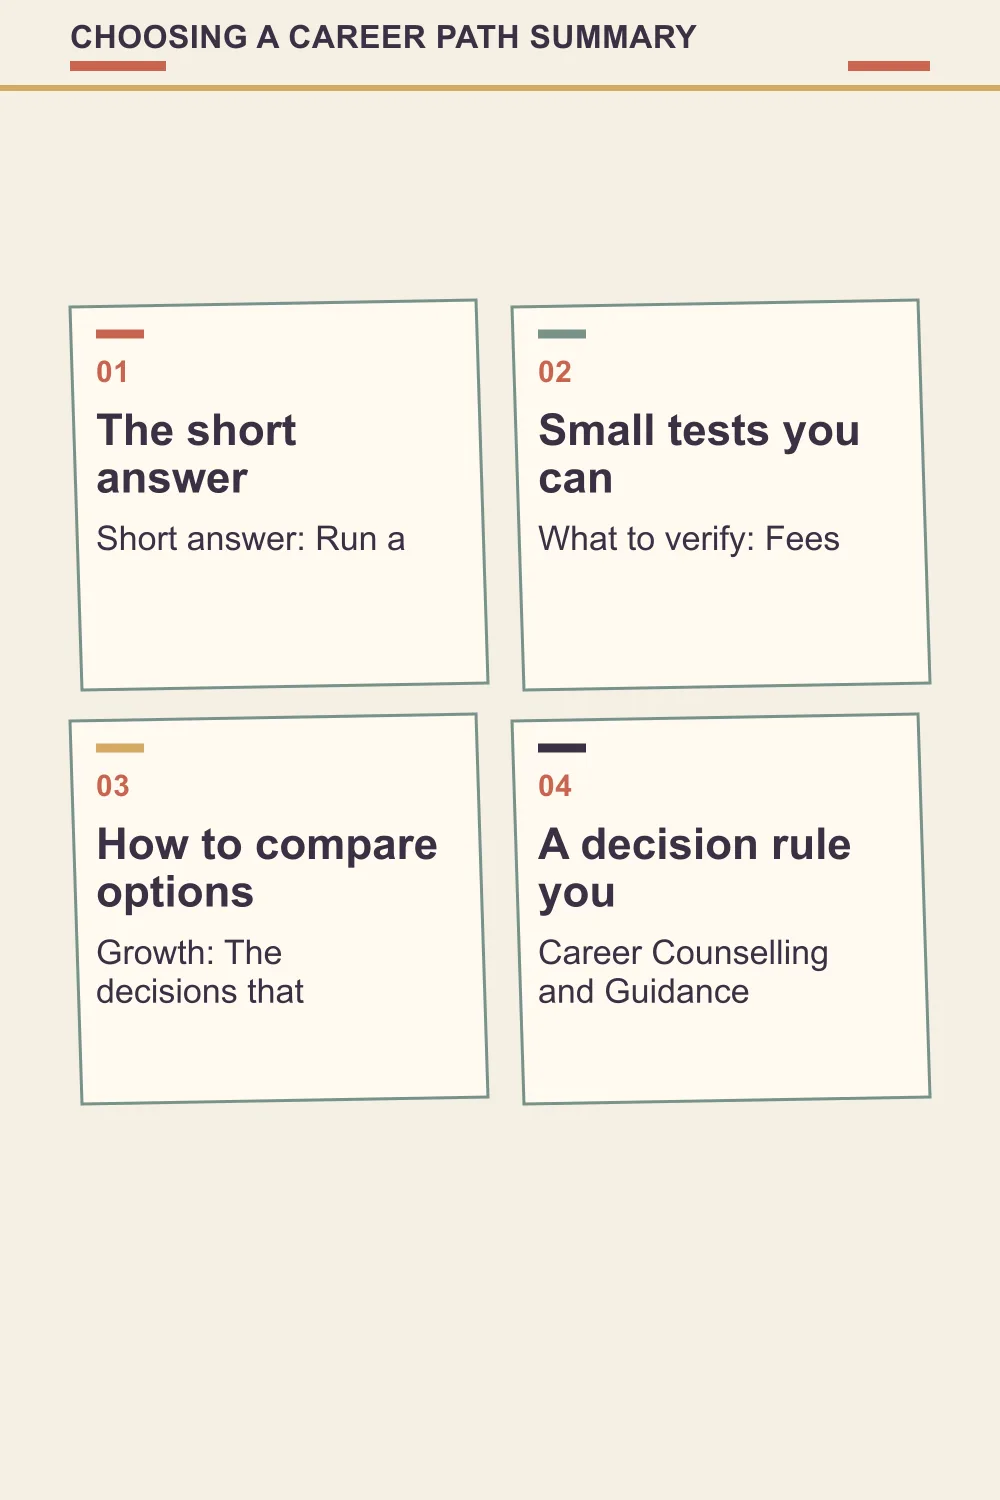 CHOOSING A CAREER PATH SUMMARY
01
The short
answer
Short answer: Run a
02
Small tests you
can
What to verify: Fees
03
How to compare
options
Growth: The
decisions that
04
A decision rule
you
Career Counselling
and Guidance